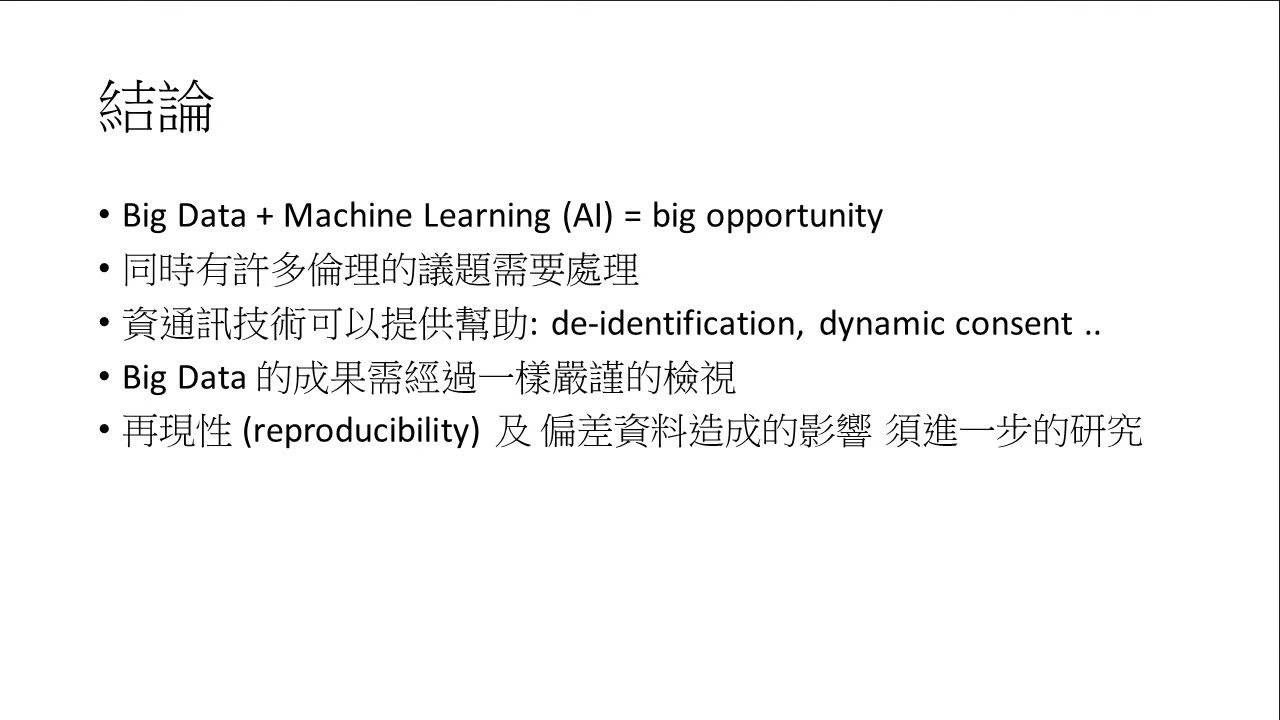 結論
• Big Data + Machine Learning (AI) = big opportunity
• 同時有許多倫理的議題需要處理
• 資通訊技術可以提供幫助: de-identification, dynamic consent ..
• Big Data 的成果需經過一樣嚴謹的檢視
• 再現性 (reproducibility) 及 偏差資料造成的影響 須進一步的研究